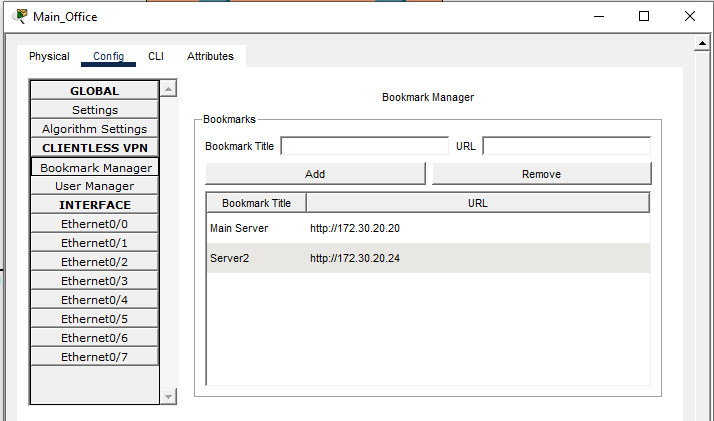 Main_Office
Physical Config CLI Attributes
GLOBAL
Settings
Algorithm Settings
CLIENTLESS VPN
Bookmark Manager
User Manager
INTERFACE
Ethernet0/0
Ethernet0/1
Ethernet0/2
Ethernet0/3
Ethernet0/4
Ethernet0/5
Ethernet0/6
Ethernet0/7
Bookmark Manager
Bookmarks
Bookmark Title URL
Add Remove
Bookmark Title URL
Main Server http://172.30.20.20
Server2 http://172.30.20.24